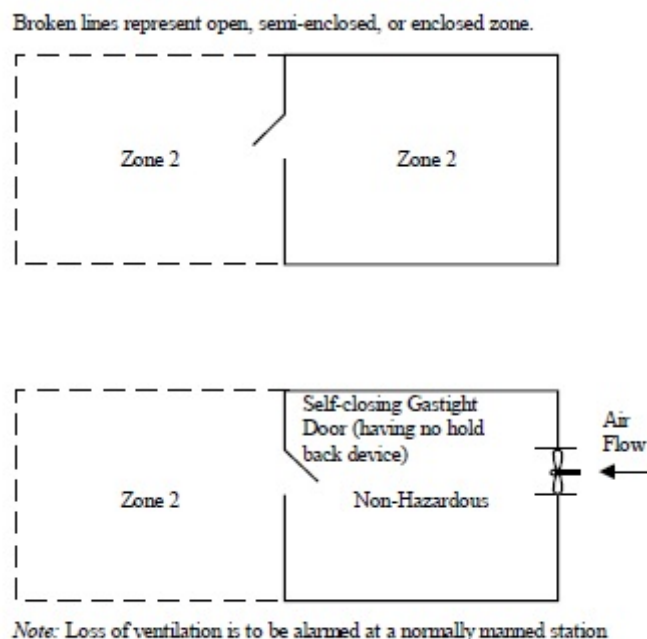 Broken lines represent open, semi-enclosed, or enclosed zone.
Zone 2
Zone 2
Self-closing Gastight
Door (having no hold
back device)
Air
Flow
Zone 2
Non-Hazardous
Note: Loss of ventilation is to be alarmed at a normally manned station